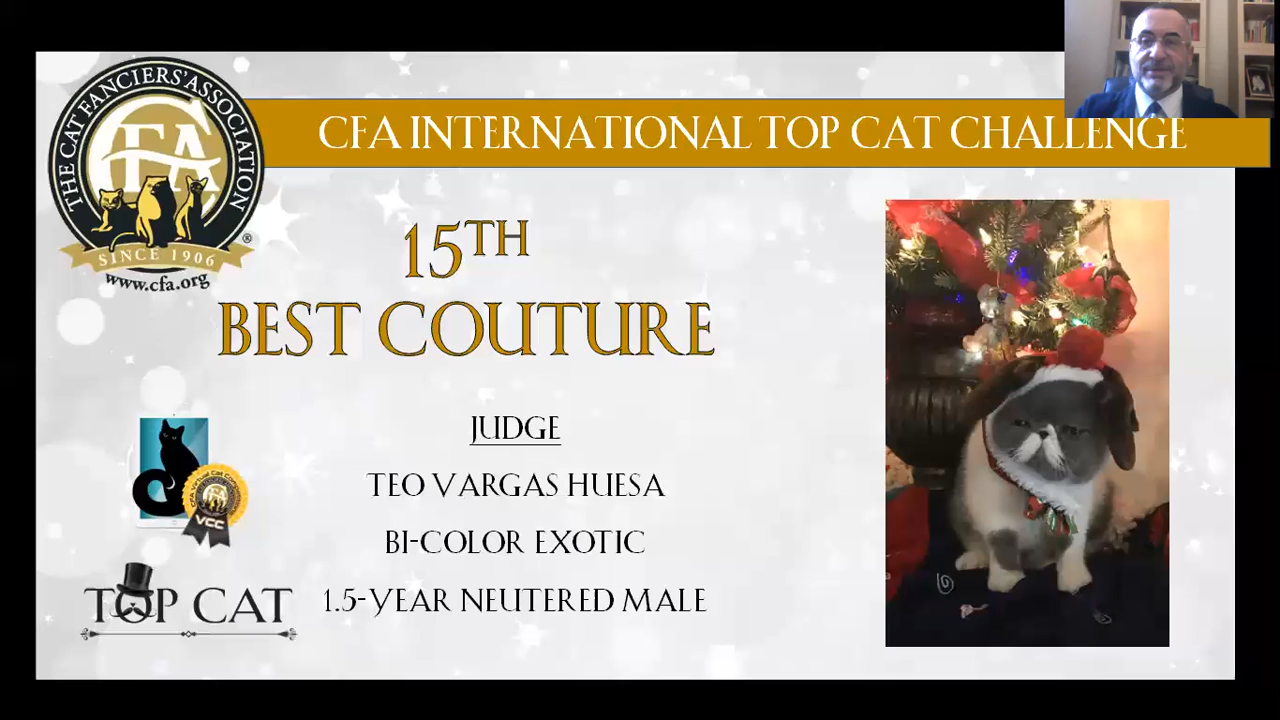 THE CAT FANCIERS' ASSOCIATION
CFA
SINCE 1906
®
www.cfa.org
CFA INTERNATIONAL TOP CAT CHALLENGE
15TH
BEST COUTURE
JUDGE
TEO VARGAS HUESA
BI-COLOR EXOTIC
1.5-YEAR NEUTERED MALE
VCC
TOP CAT